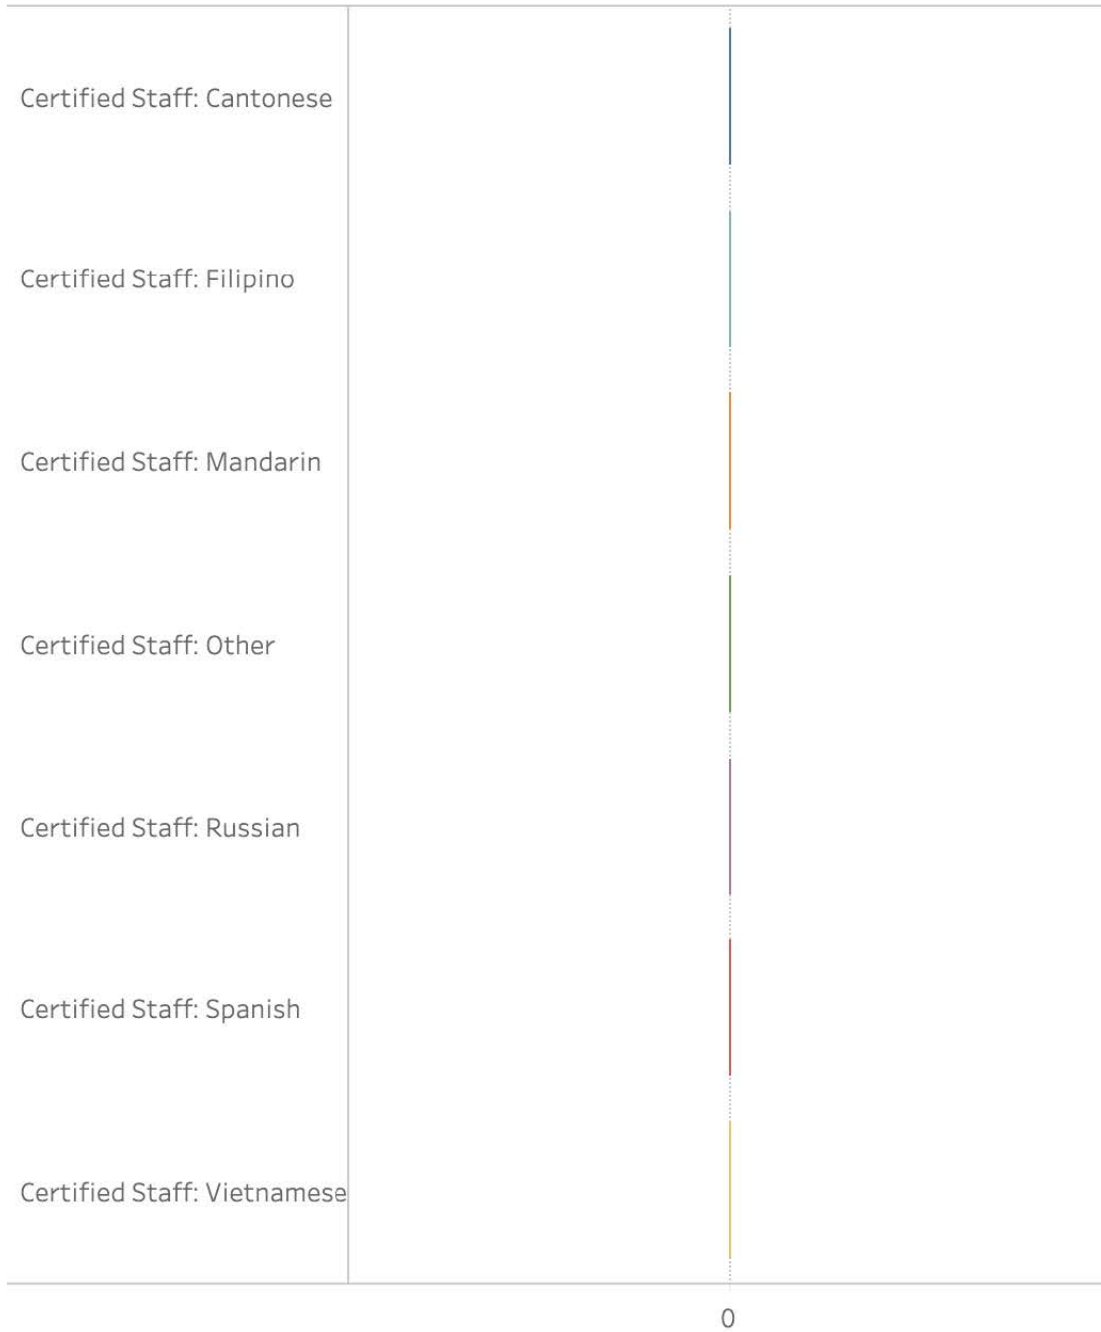 Certified Staff: Cantonese
Certified Staff: Filipino
Certified Staff: Mandarin
Certified Staff: Other
Certified Staff: Russian
Certified Staff: Spanish
Certified Staff: Vietnamese
0